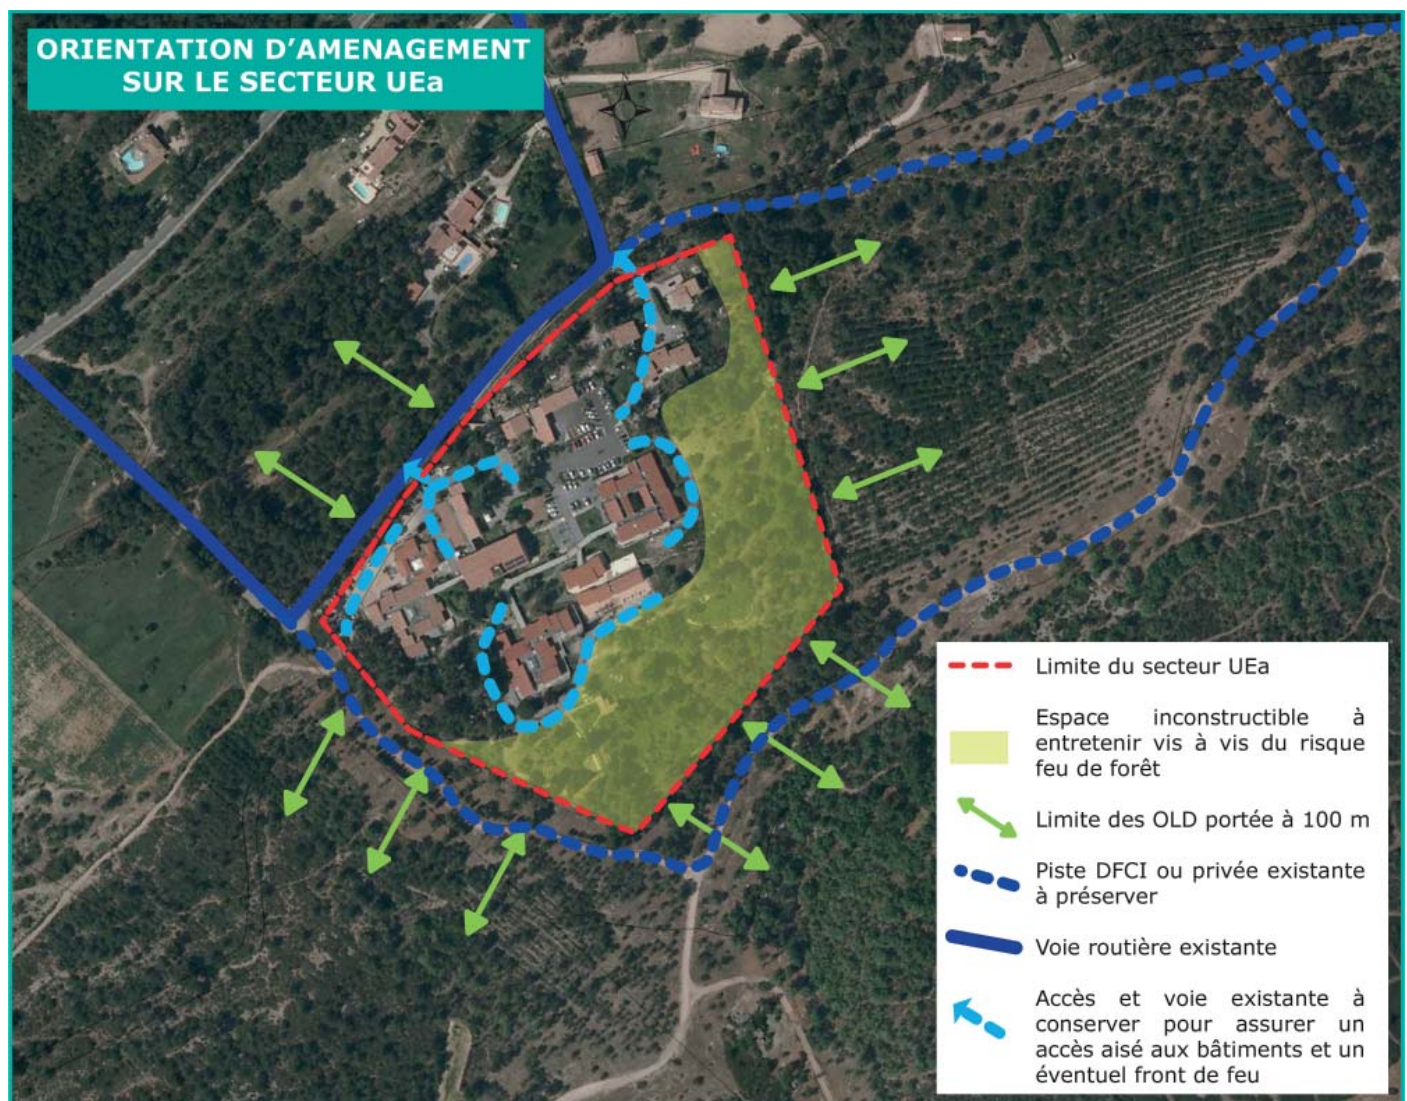 ORIENTATION D'AMENAGEMENT
SUR LE SECTEUR UEa
Limite du secteur UEa
Espace inconstructible à
entretenir vis à vis du risque
feu de forêt
Limite des OLD portée à 100 m
Piste DFCI ou privée existante
à préserver
Voie routière existante
Accès et voie existante à
conserver pour assurer un
accès aisé aux bâtiments et un
éventuel front de feu